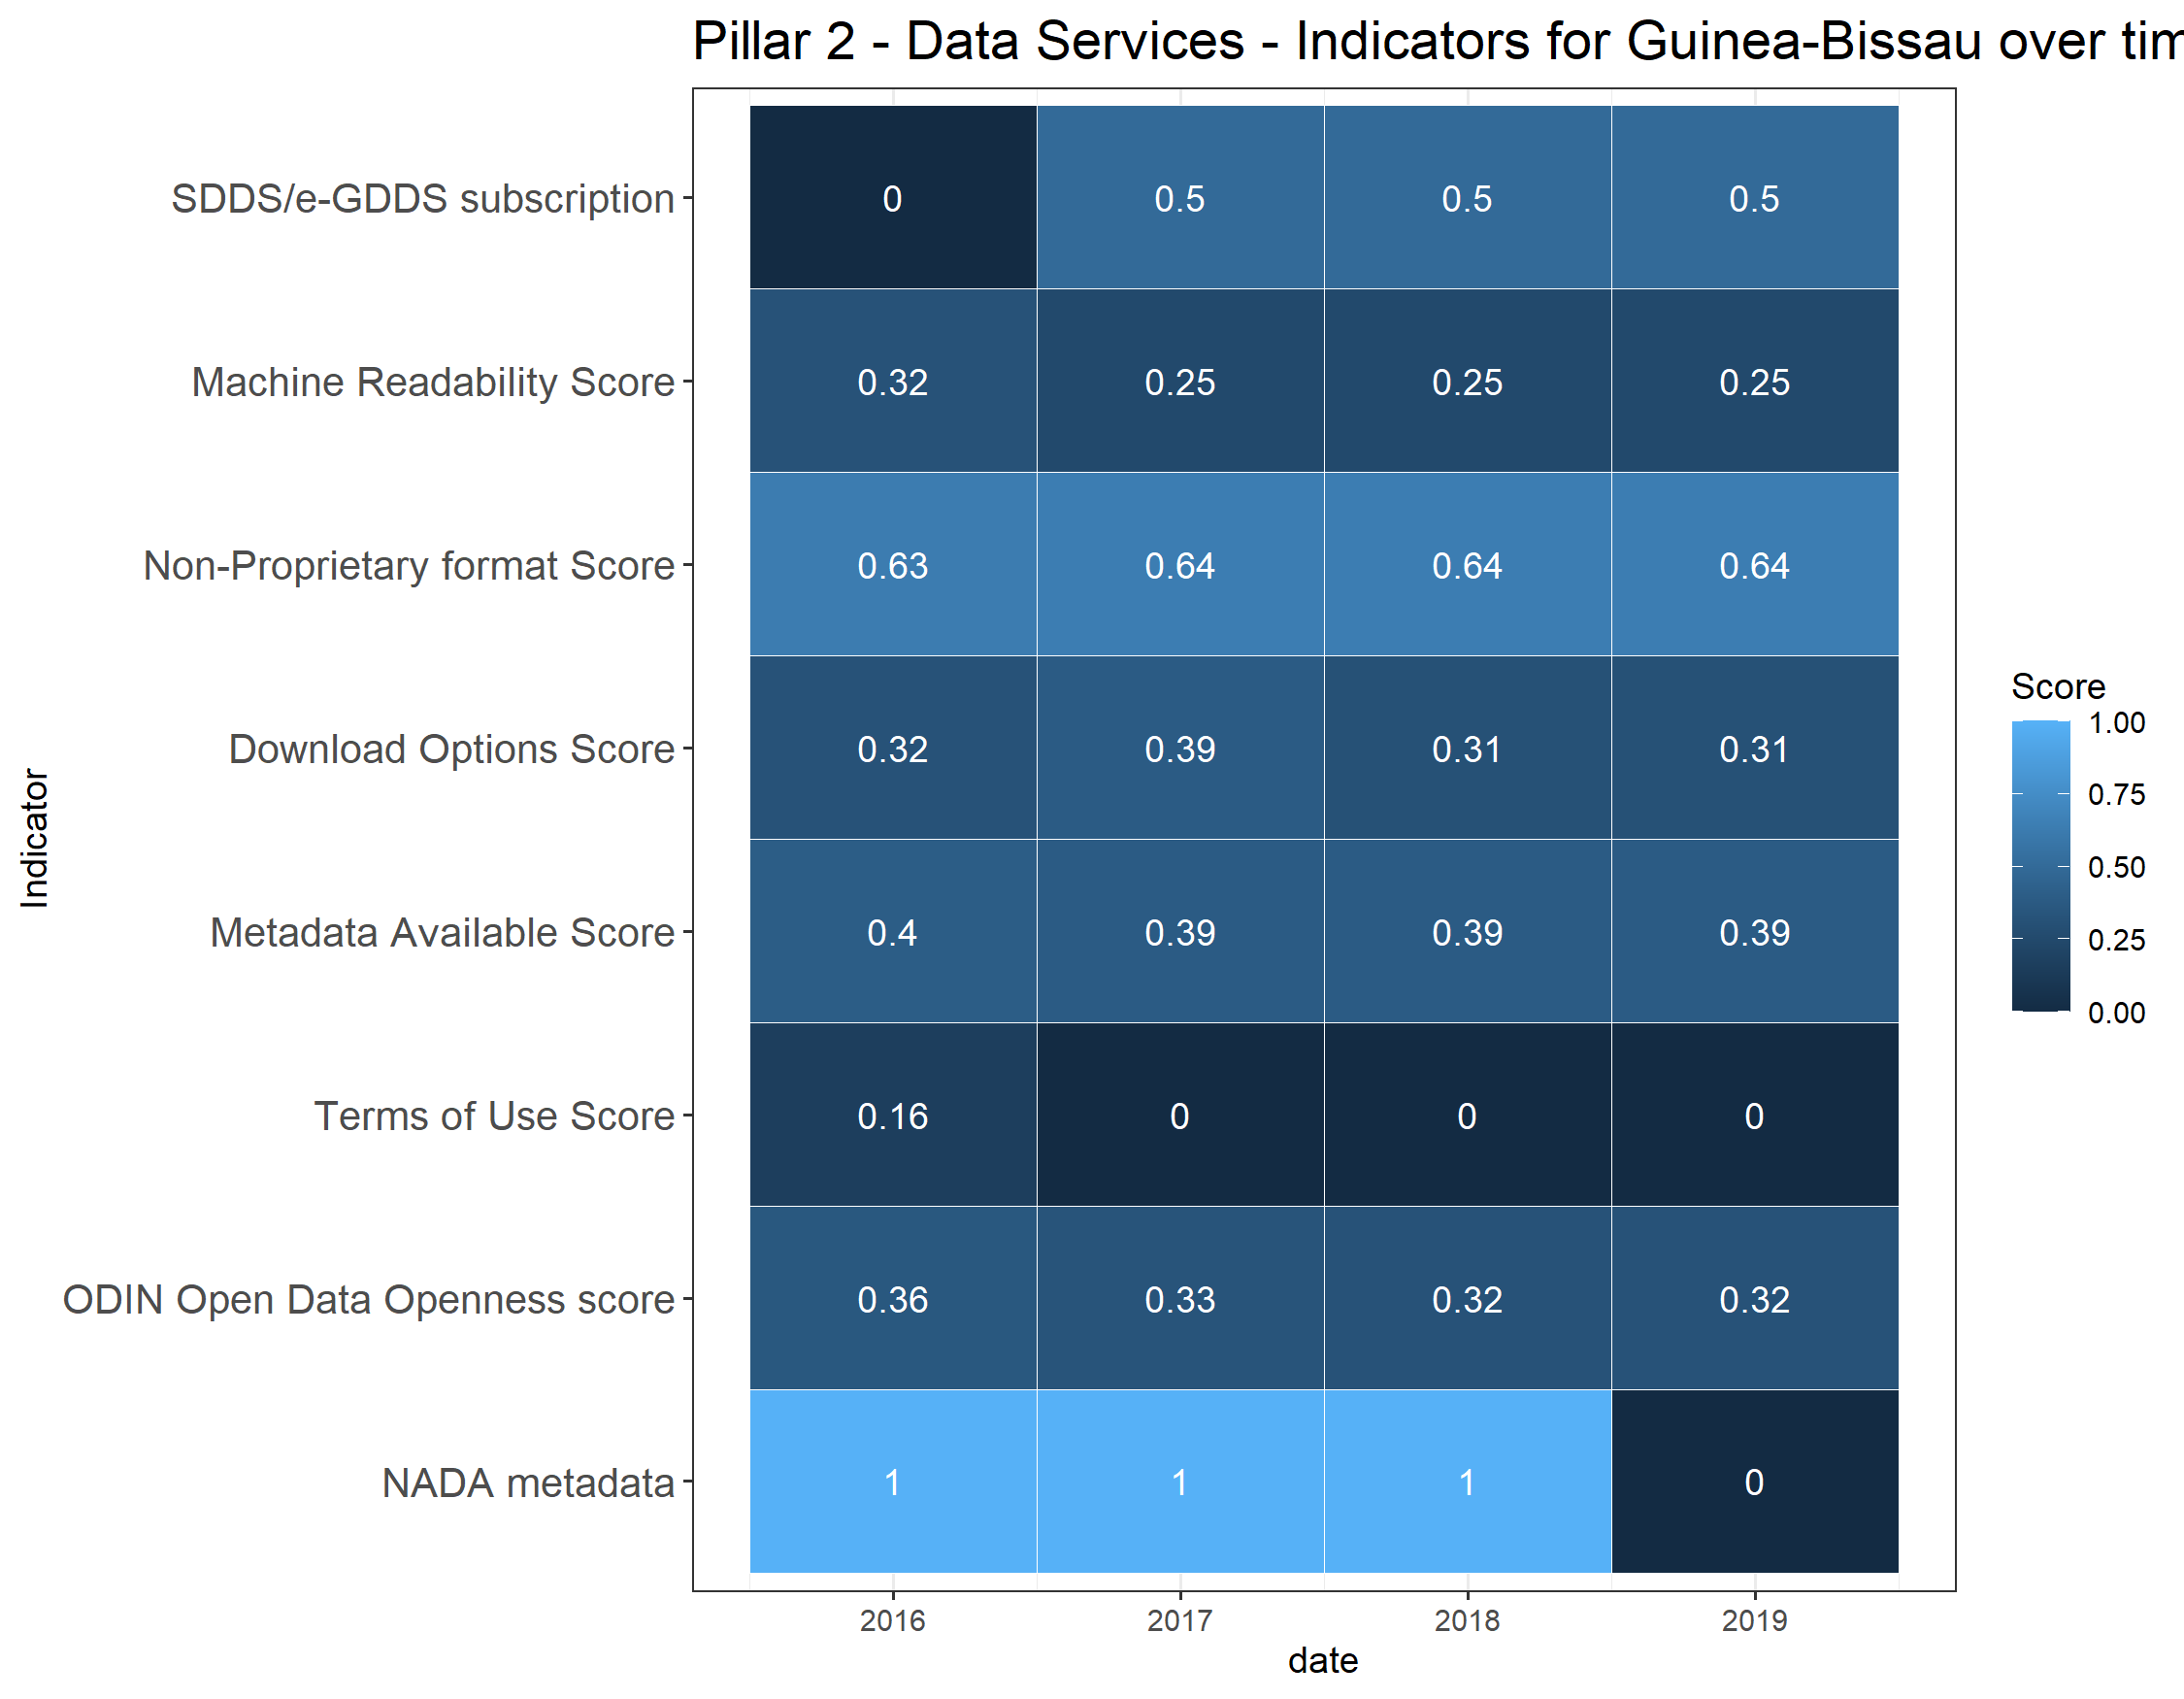 Pillar 2 - Data Services - Indicators for Guinea-Bissau over tim
SDDS/e-GDDS subscription 0 0.5 0.5 0.5
Machine Readability Score 0.32 0.25 0.25 0.25
Non-Proprietary format Score 0.63 0.64 0.64 0.64
Download Options Score 0.32 0.39 0.31 0.31
Metadata Available Score 0.4 0.39 0.39 0.39
Terms of Use Score 0.16 0 0 0
ODIN Open Data Openness score 0.36 0.33 0.32 0.32
NADA metadata 1 1 1 0
2016 2017 2018 2019
date
Indicator
Score
1.00
0.75
0.50
0.25
0.00